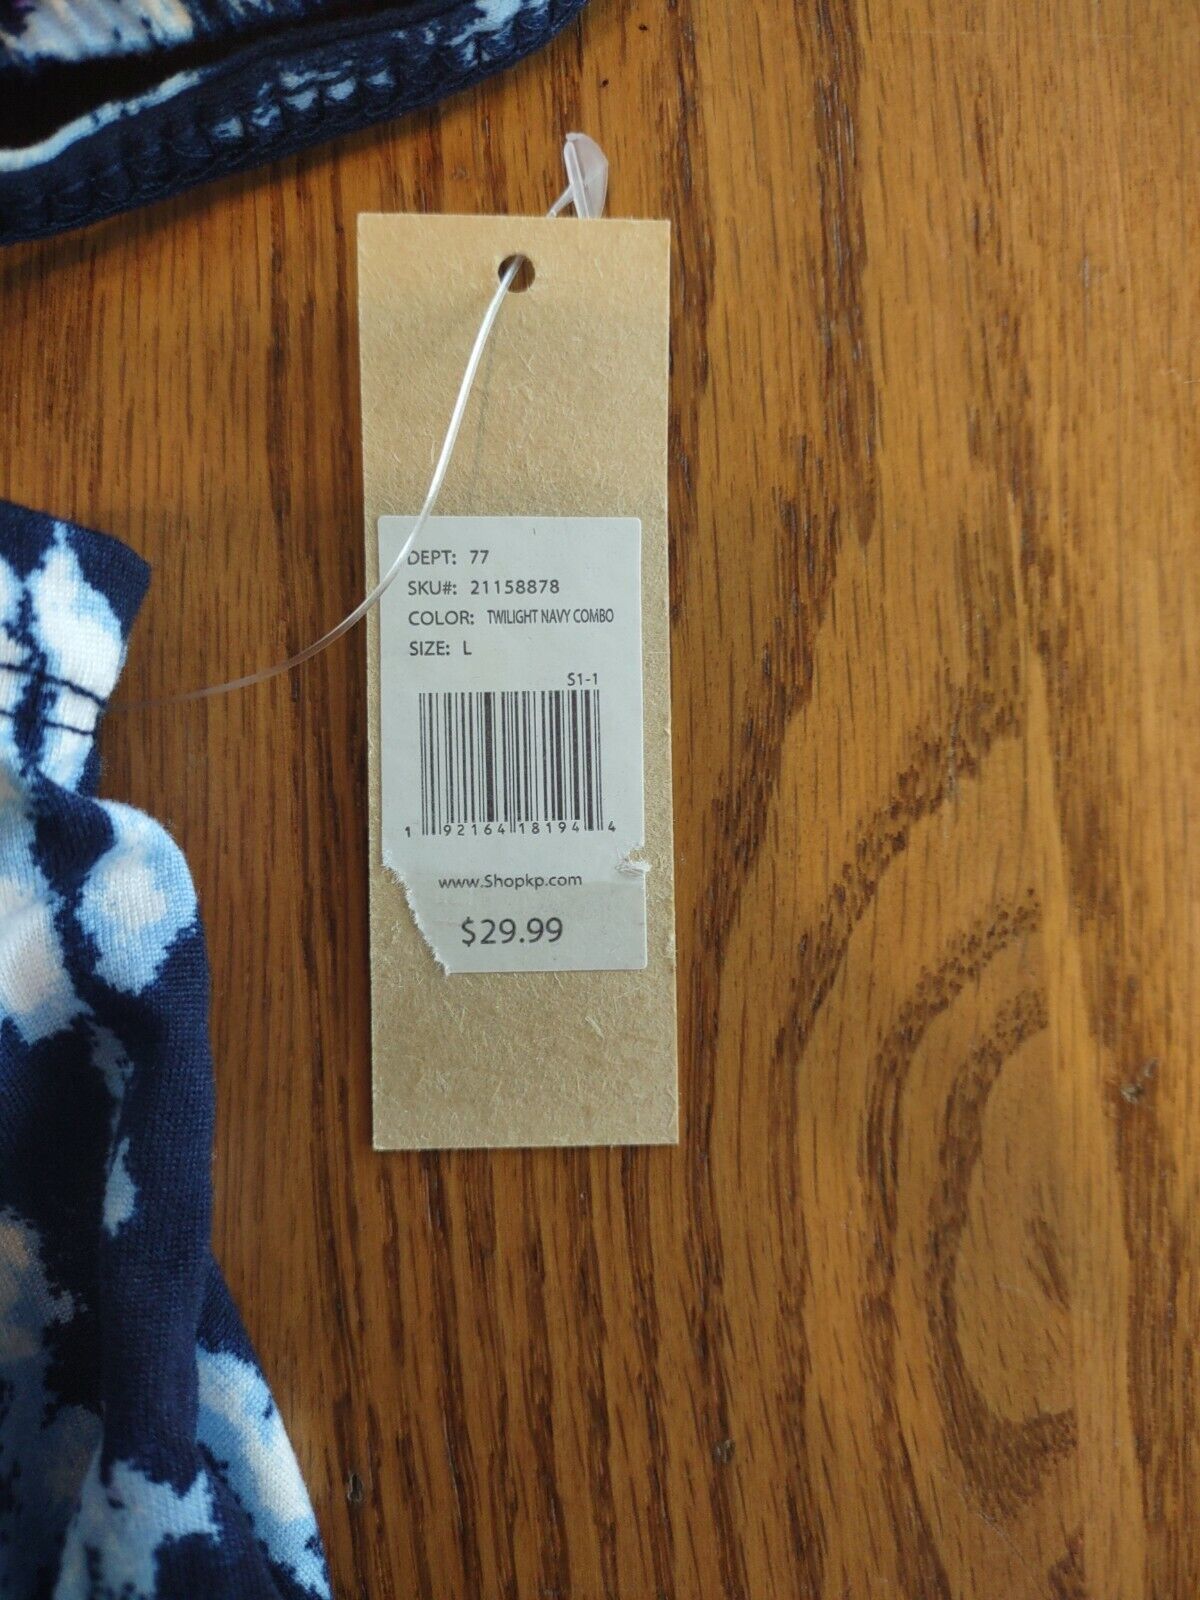 DEPT: 77
SKU#: 21158878
COLOR: TWILIGHT NAVY COMBO
SIZE: L
S1-1
1 92164 18194 4
www.Shopkp.com
$29.99